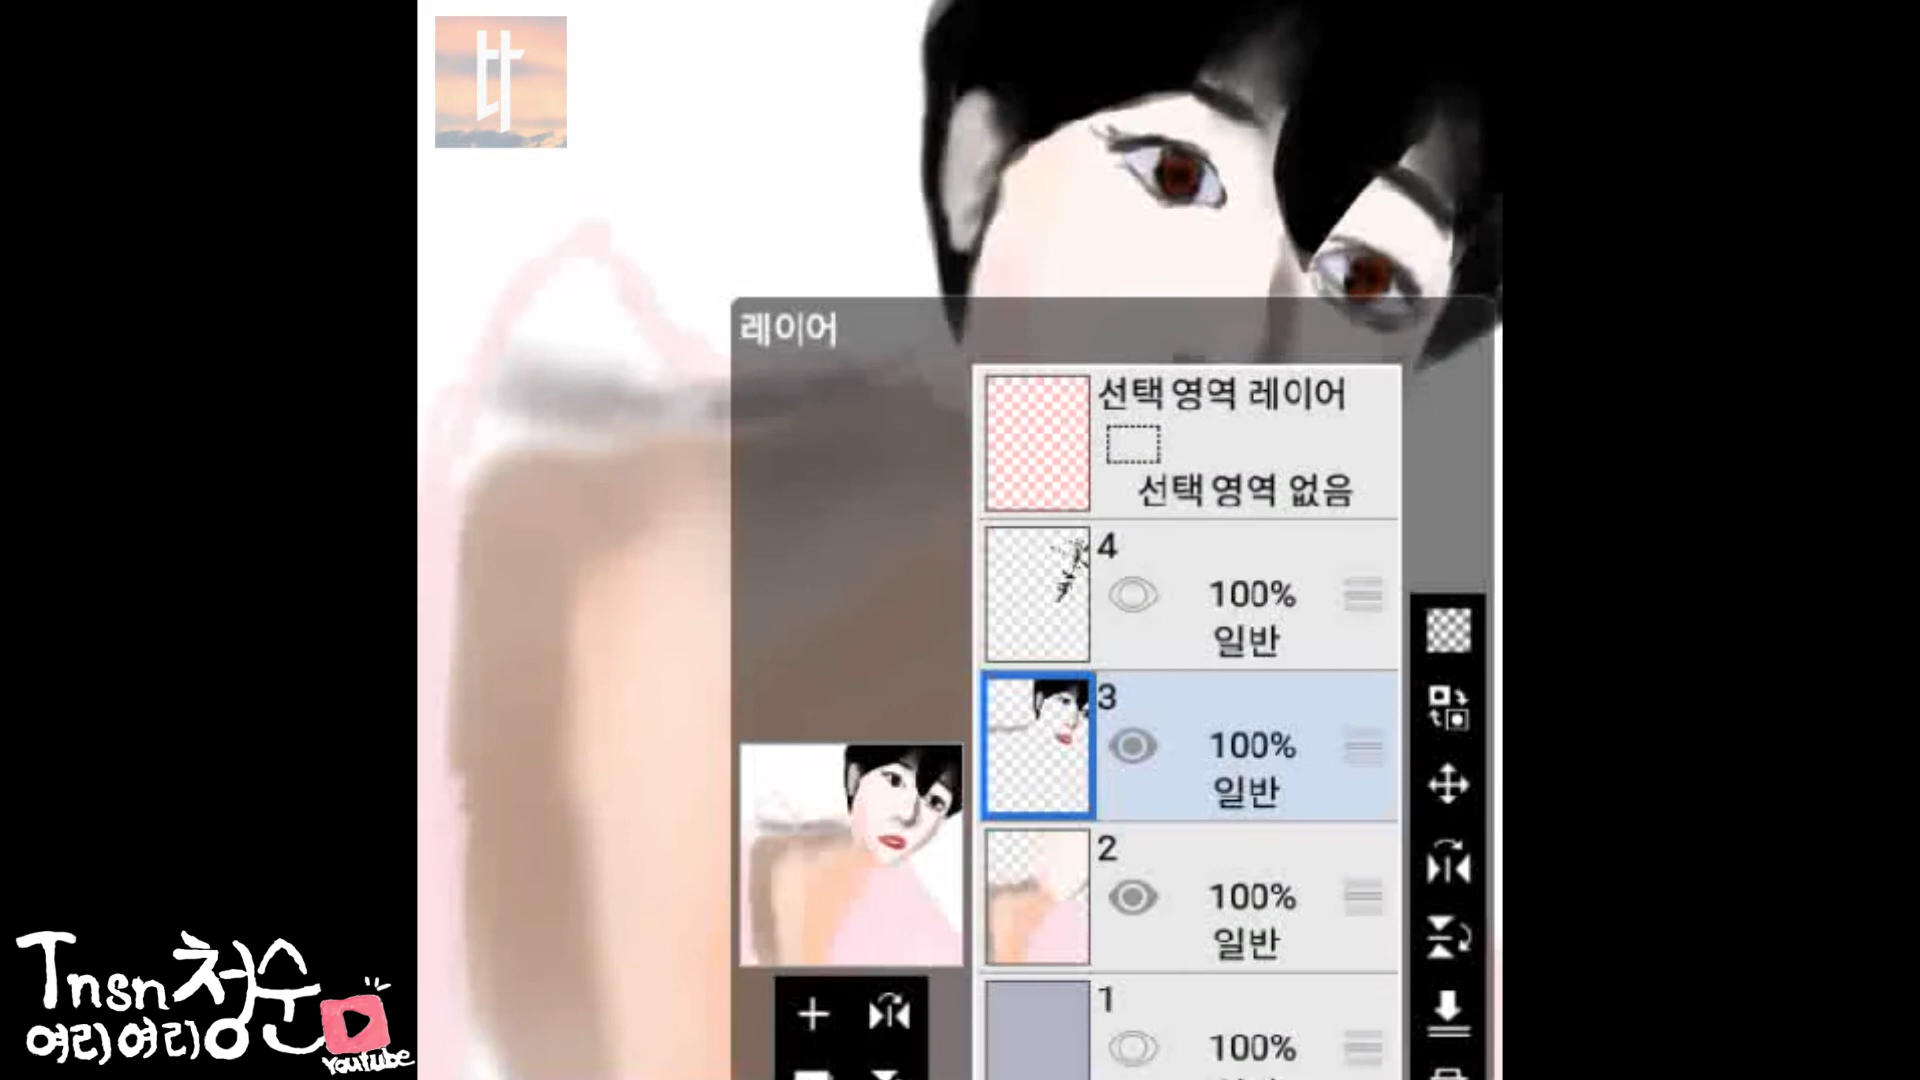 레이어
선택 영역 레이어
선택 영역 없음
4
100%
일반
3
100%
일반
2
100%
일반
1
100%
Tnsn청순
여리여리
Youtube